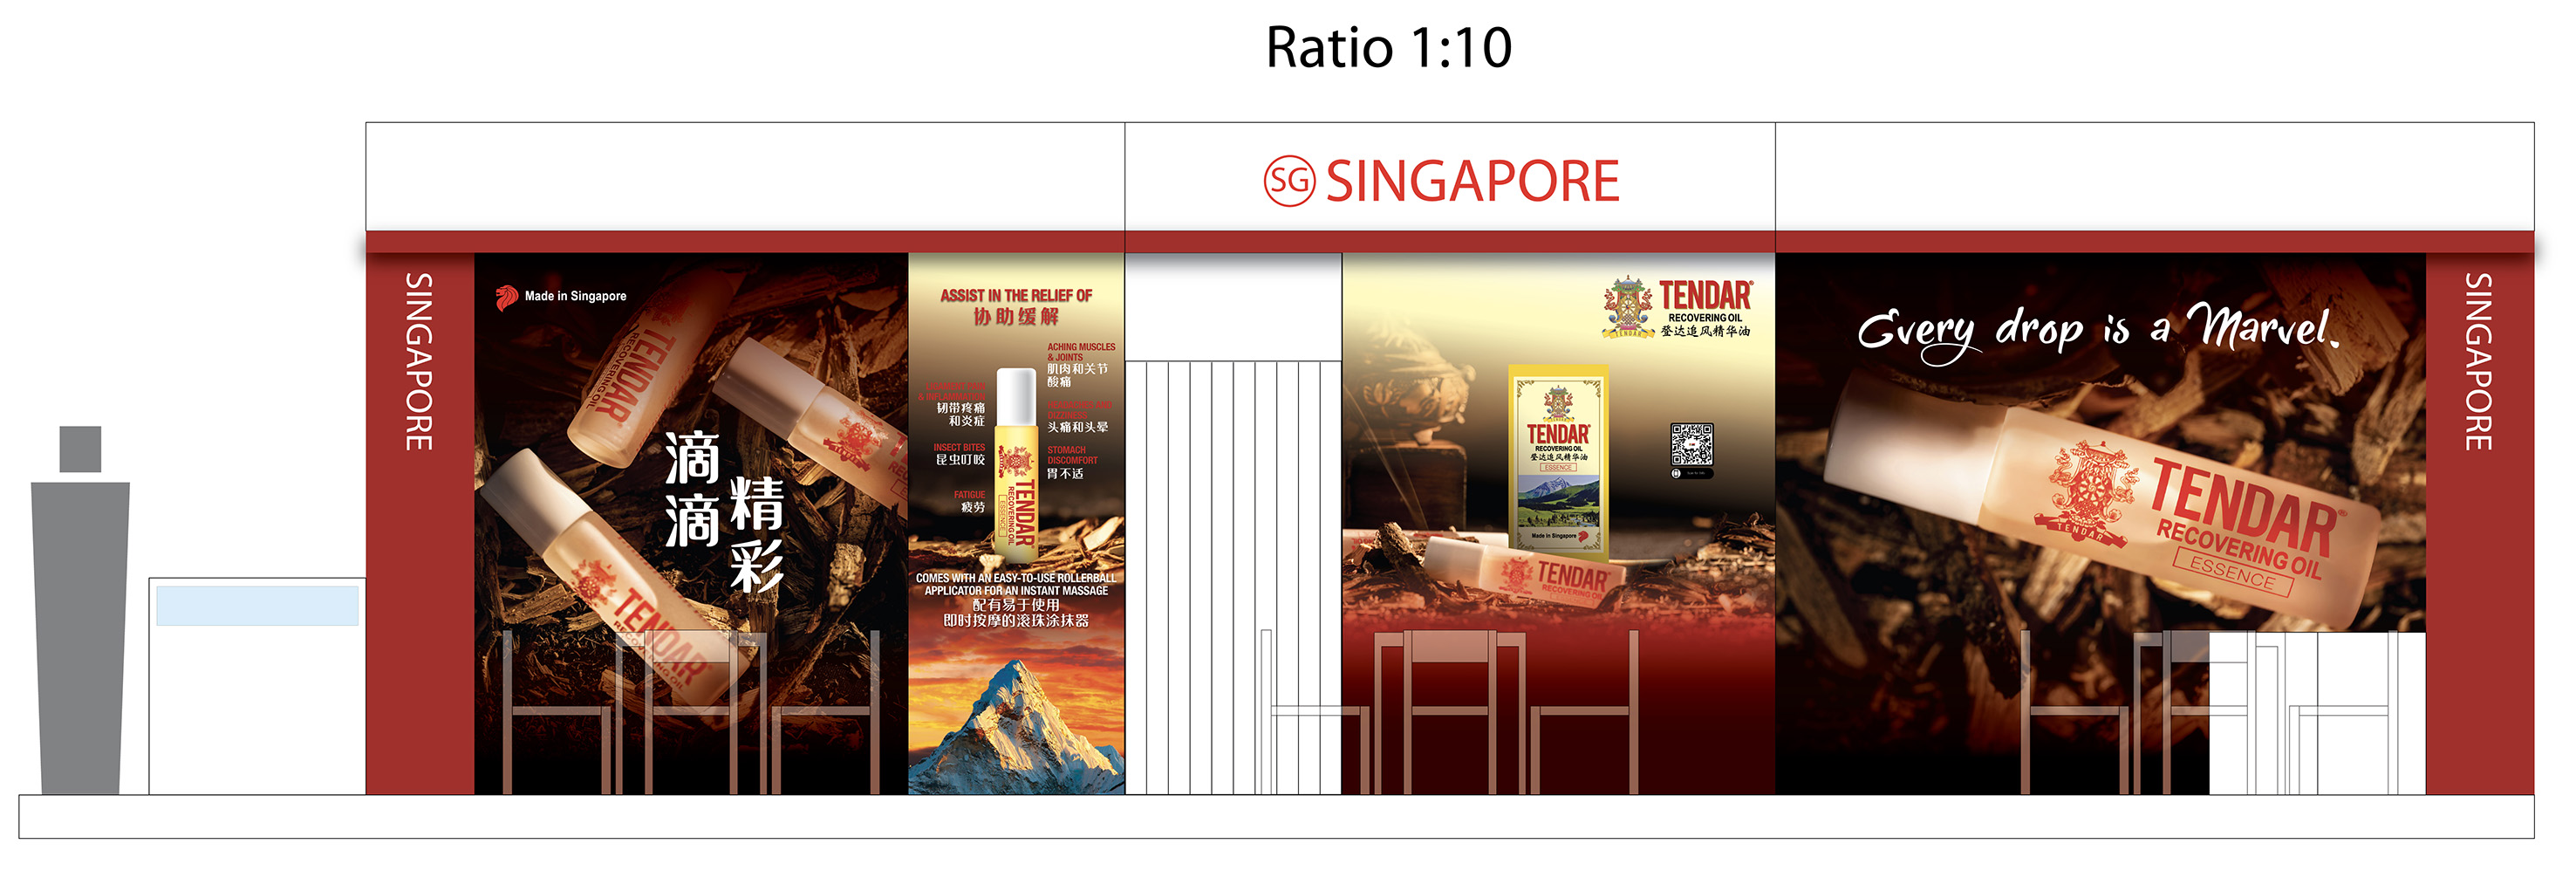 Ratio 1:10
SG SINGAPORE
SINGAPORE
Made in Singapore
TENDAR
RECOVERING OIL
滴滴
精彩
TENDAR
RECOVERING OIL
ASSIST IN THE RELIEF OF
协助缓解
ACHING MUSCLES
& JOINTS
肌肉和关节
酸痛
& INFLAMMATION
韧带疼痛
和炎症
头痛和头晕
INSECT BITES
昆虫叮咬
STOMACH
DISCOMFORT
胃不适
FATIGUE
疲劳
TENDAR
RECOVERING OIL
ESSENCE
COMES WITH AN EASY-TO-USE ROLLERBALL
APPLICATOR FOR AN INSTANT MASSAGE
配有易于使用
即时按摩的滚珠涂抹器
TENDAR
TENDAR®
RECOVERING OIL
登达追风精华油
TENDAR®
RECOVERING OIL
登达追风精华油
ESSENCE
Made in Singapore
TENDAR
RECOVERING OIL
Every drop is a Marvel.
TENDAR
TENDAR®
RECOVERING OIL
ESSENCE
SINGAPORE